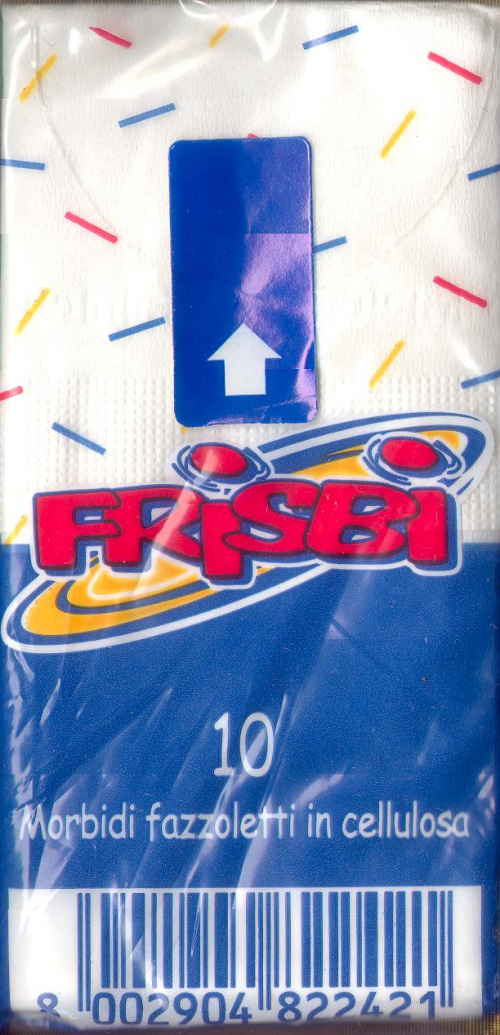 FRiSBi
10
Morbidi fazzoletti in cellulosa
8 002904 822421